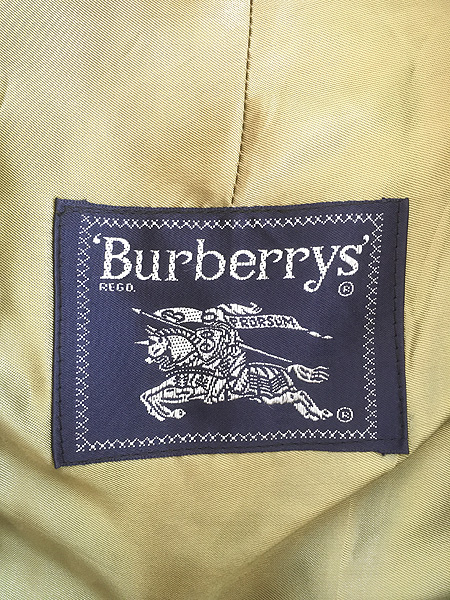 'Burberrys'
REGD. ®
PRORSUM
®